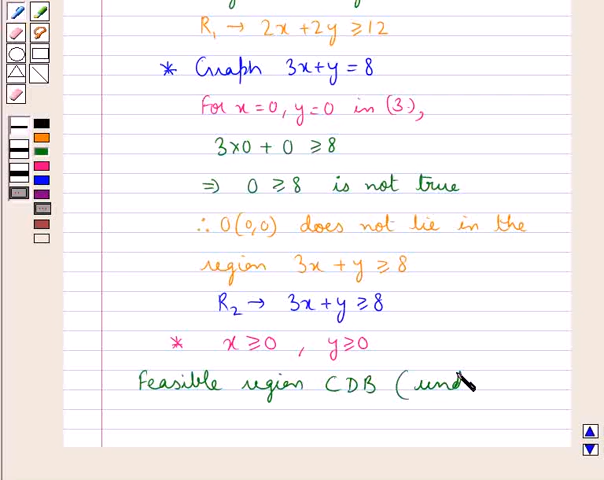 R₁ → 2x + 2y ≥ 12
* Graph 3x + y = 8
For x = 0, y = 0 in (3.),
3×0 + 0 ≥ 8
⇒ 0 ≥ 8 is not true
∴ O(0,0) does not lie in the
region 3x + y ≥ 8
R₂ → 3x + y ≥ 8
* x ≥ 0 , y ≥ 0
Feasible region CDB (